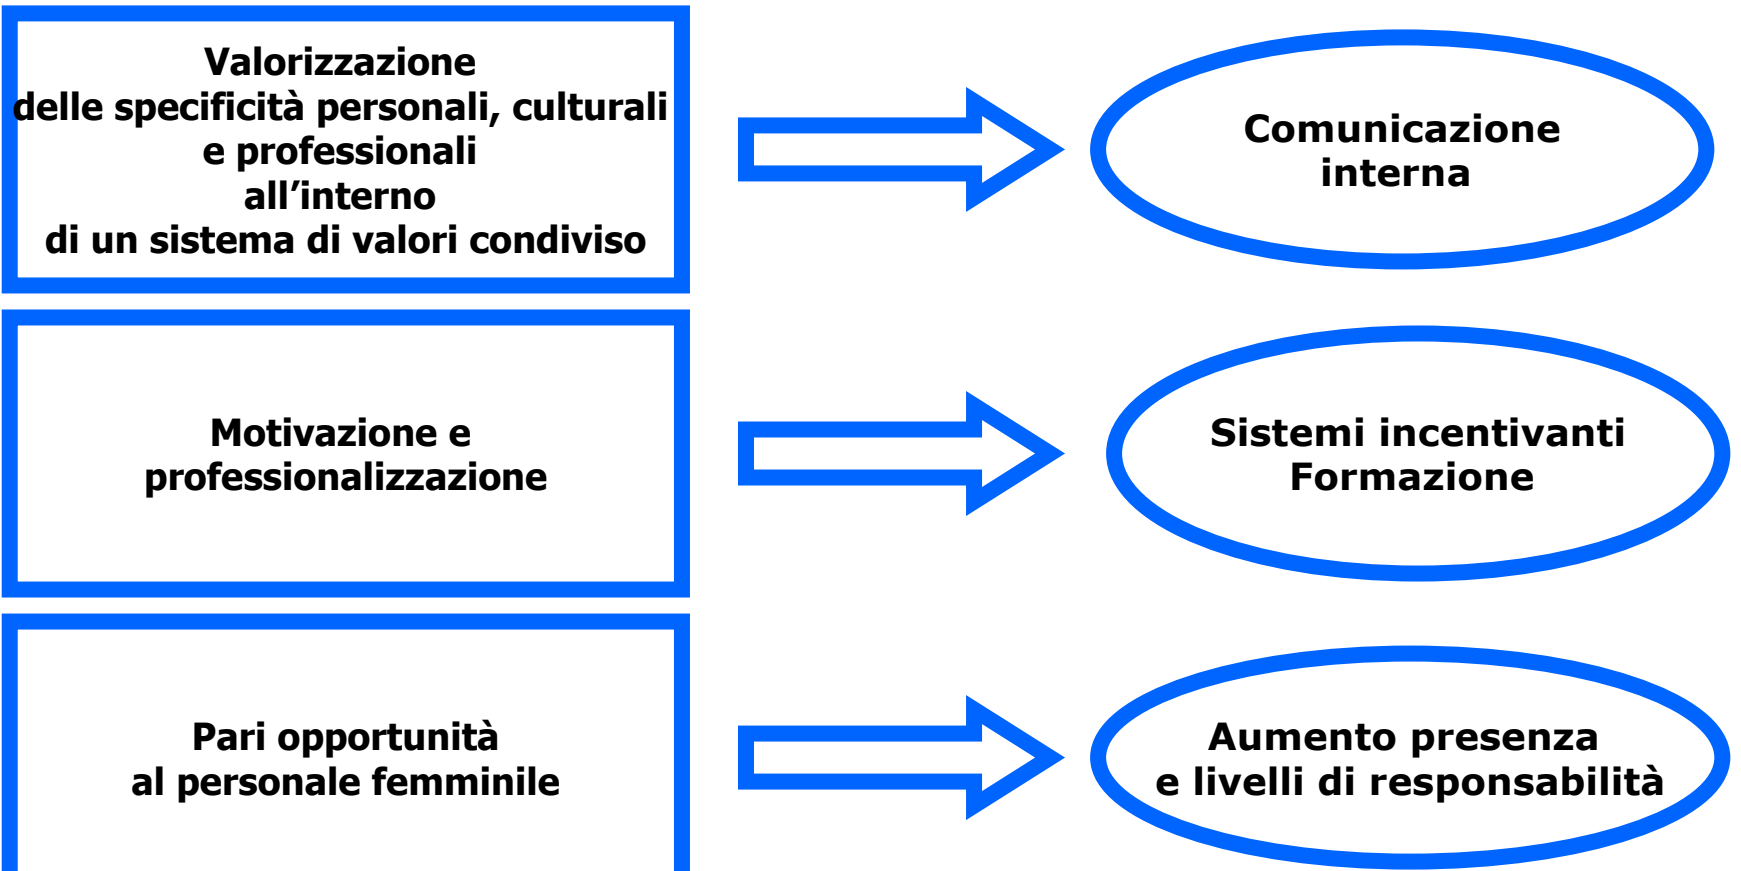 Valorizzazione
delle specificità personali, culturali
e professionali
all’interno
di un sistema di valori condiviso
Comunicazione
interna
Motivazione e
professionalizzazione
Sistemi incentivanti
Formazione
Pari opportunità
al personale femminile
Aumento presenza
e livelli di responsabilità